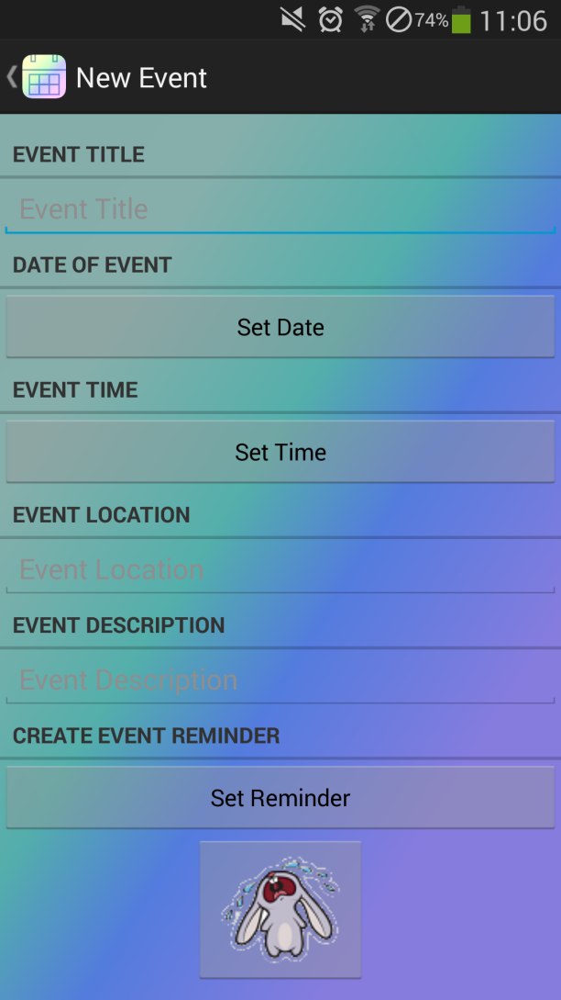 74% 11:06
New Event
EVENT TITLE
Event Title
DATE OF EVENT
Set Date
EVENT TIME
Set Time
EVENT LOCATION
Event Location
EVENT DESCRIPTION
Event Description
CREATE EVENT REMINDER
Set Reminder